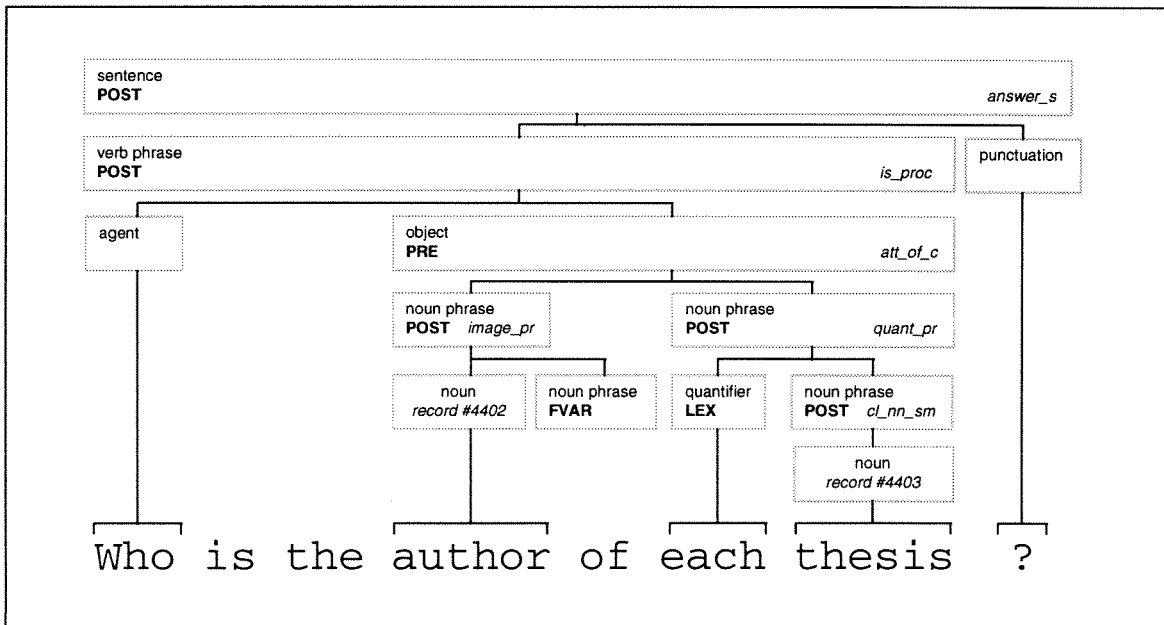 sentence
POST answer_s
verb phrase
POST is_proc
punctuation
agent
object
PRE att_of_c
noun phrase
POST image_pr
noun phrase
POST quant_pr
noun
record #4402
noun phrase
FVAR
quantifier
LEX
noun phrase
POST cl_nn_sm
noun
record #4403
Who is the author of each thesis ?